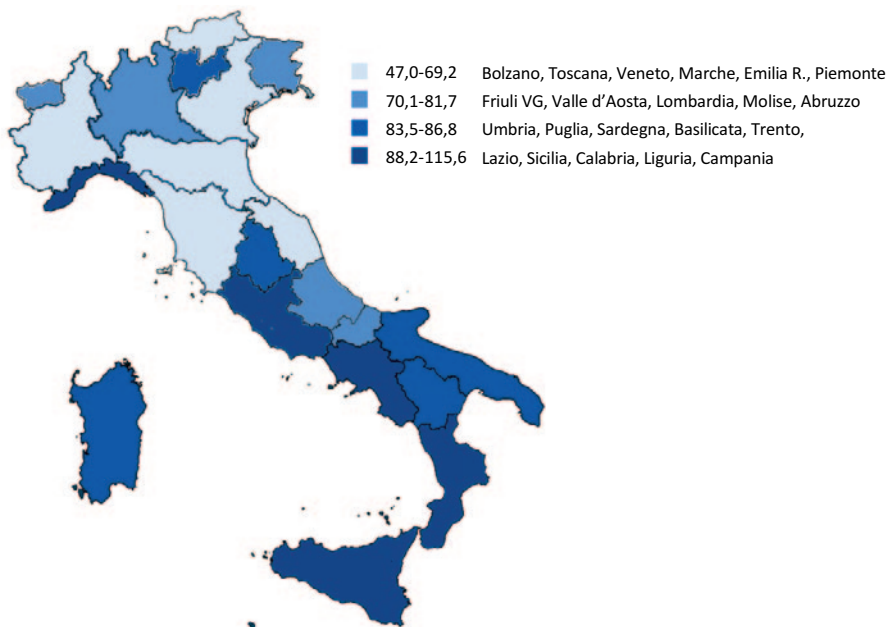 47,0-69,2 Bolzano, Toscana, Veneto, Marche, Emilia R., Piemonte
70,1-81,7 Friuli VG, Valle d’Aosta, Lombardia, Molise, Abruzzo
83,5-86,8 Umbria, Puglia, Sardegna, Basilicata, Trento,
88,2-115,6 Lazio, Sicilia, Calabria, Liguria, Campania